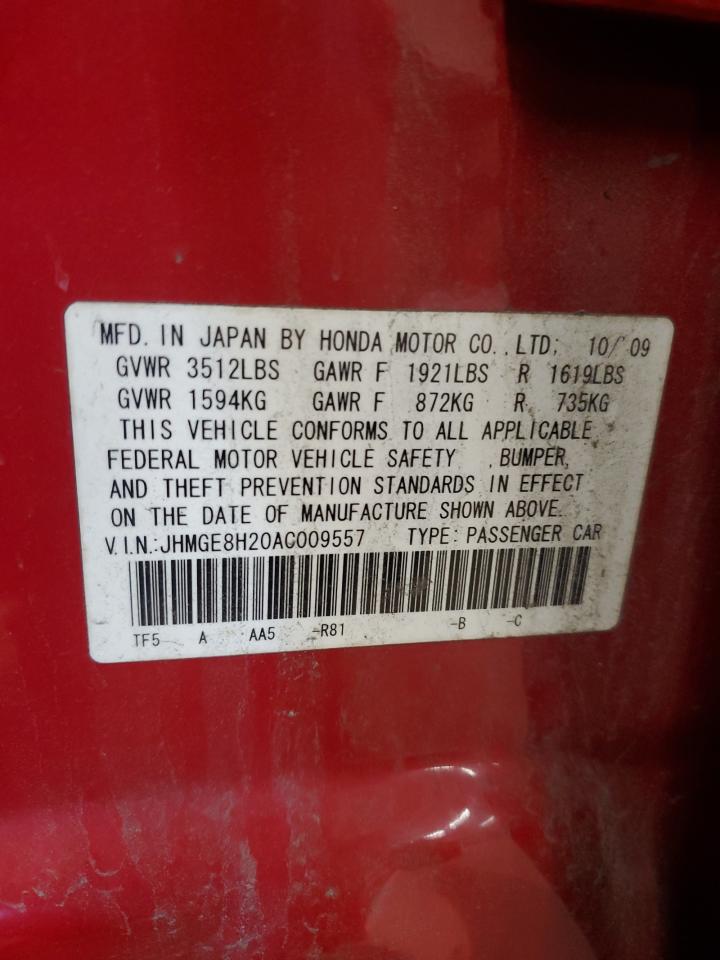 MFD. IN JAPAN BY HONDA MOTOR CO., LTD; 10/ 09
GVWR 3512LBS GAWR F 1921LBS R 1619LBS
GVWR 1594KG GAWR F 872KG R 735KG
THIS VEHICLE CONFORMS TO ALL APPLICABLE
FEDERAL MOTOR VEHICLE SAFETY , BUMPER,
AND THEFT PREVENTION STANDARDS IN EFFECT
ON THE DATE OF MANUFACTURE SHOWN ABOVE.
V.I.N.:JHMGE8H20AC009557 TYPE: PASSENGER CAR
TF5 A AA5 -R81 -B -C